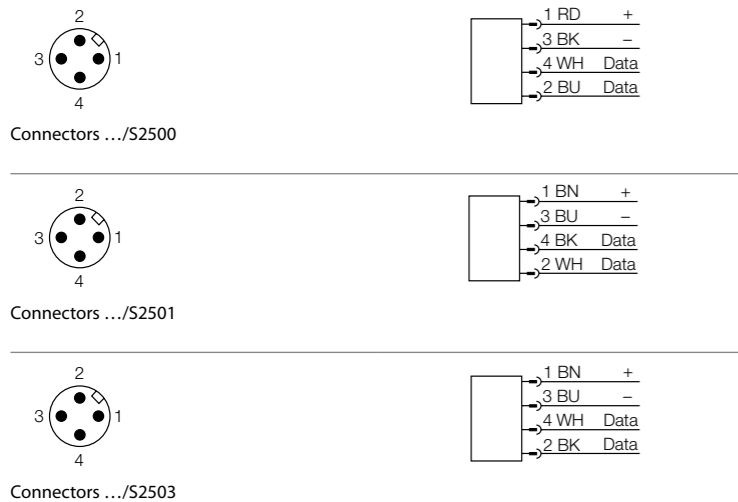 2
3
1
4
1 RD +
3 BK –
4 WH Data
2 BU Data
Connectors …/S2500
2
3
1
4
1 BN +
3 BU –
4 BK Data
2 WH Data
Connectors …/S2501
2
3
1
4
1 BN +
3 BU –
4 WH Data
2 BK Data
Connectors …/S2503